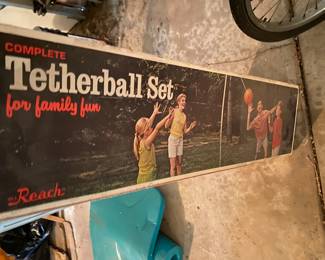 COMPLETE
Tetherball Set
for family fun
Reach